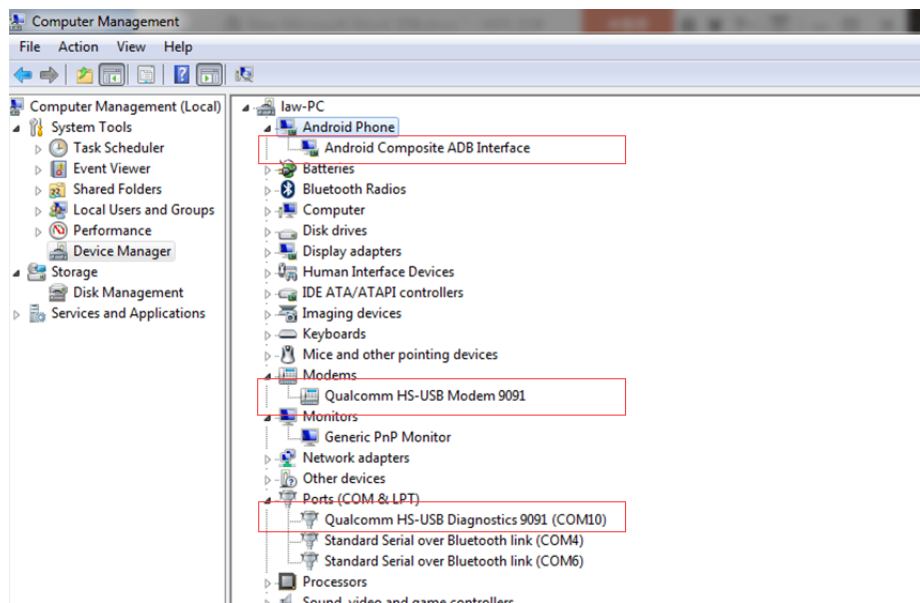 Computer Management
File Action View Help
Computer Management (Local)
System Tools
Task Scheduler
Event Viewer
Shared Folders
Local Users and Groups
Performance
Device Manager
Storage
Disk Management
Services and Applications
law-PC
Android Phone
Android Composite ADB Interface
Batteries
Bluetooth Radios
Computer
Disk drives
Display adapters
Human Interface Devices
IDE ATA/ATAPI controllers
Imaging devices
Keyboards
Mice and other pointing devices
Modems
Qualcomm HS-USB Modem 9091
Monitors
Generic PnP Monitor
Network adapters
Other devices
Ports (COM & LPT)
Qualcomm HS-USB Diagnostics 9091 (COM10)
Standard Serial over Bluetooth link (COM4)
Standard Serial over Bluetooth link (COM6)
Processors
Sound, video and game controllers